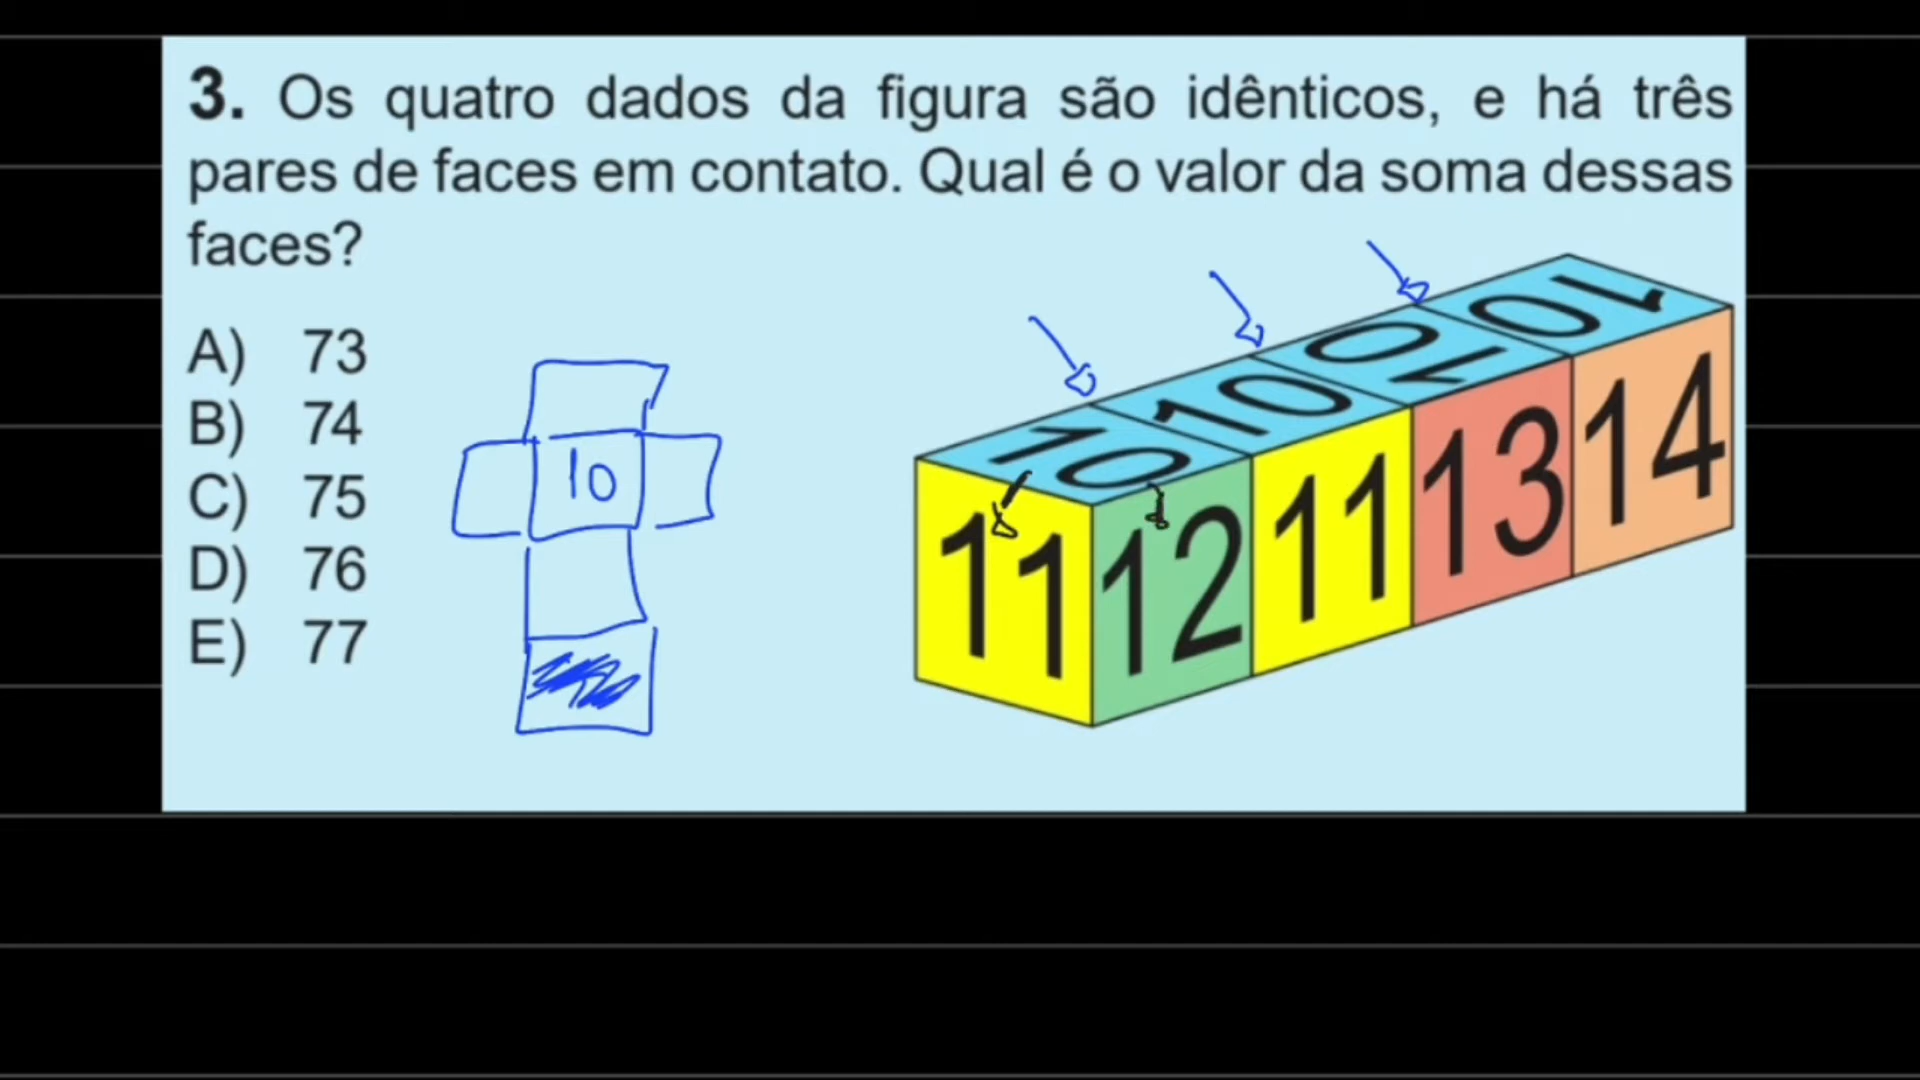 3. Os quatro dados da figura são idênticos, e há três
pares de faces em contato. Qual é o valor da soma dessas
faces?
A) 73
B) 74
C) 75
D) 76
E) 77
10
10
10
10
10
11
12
11
13
14